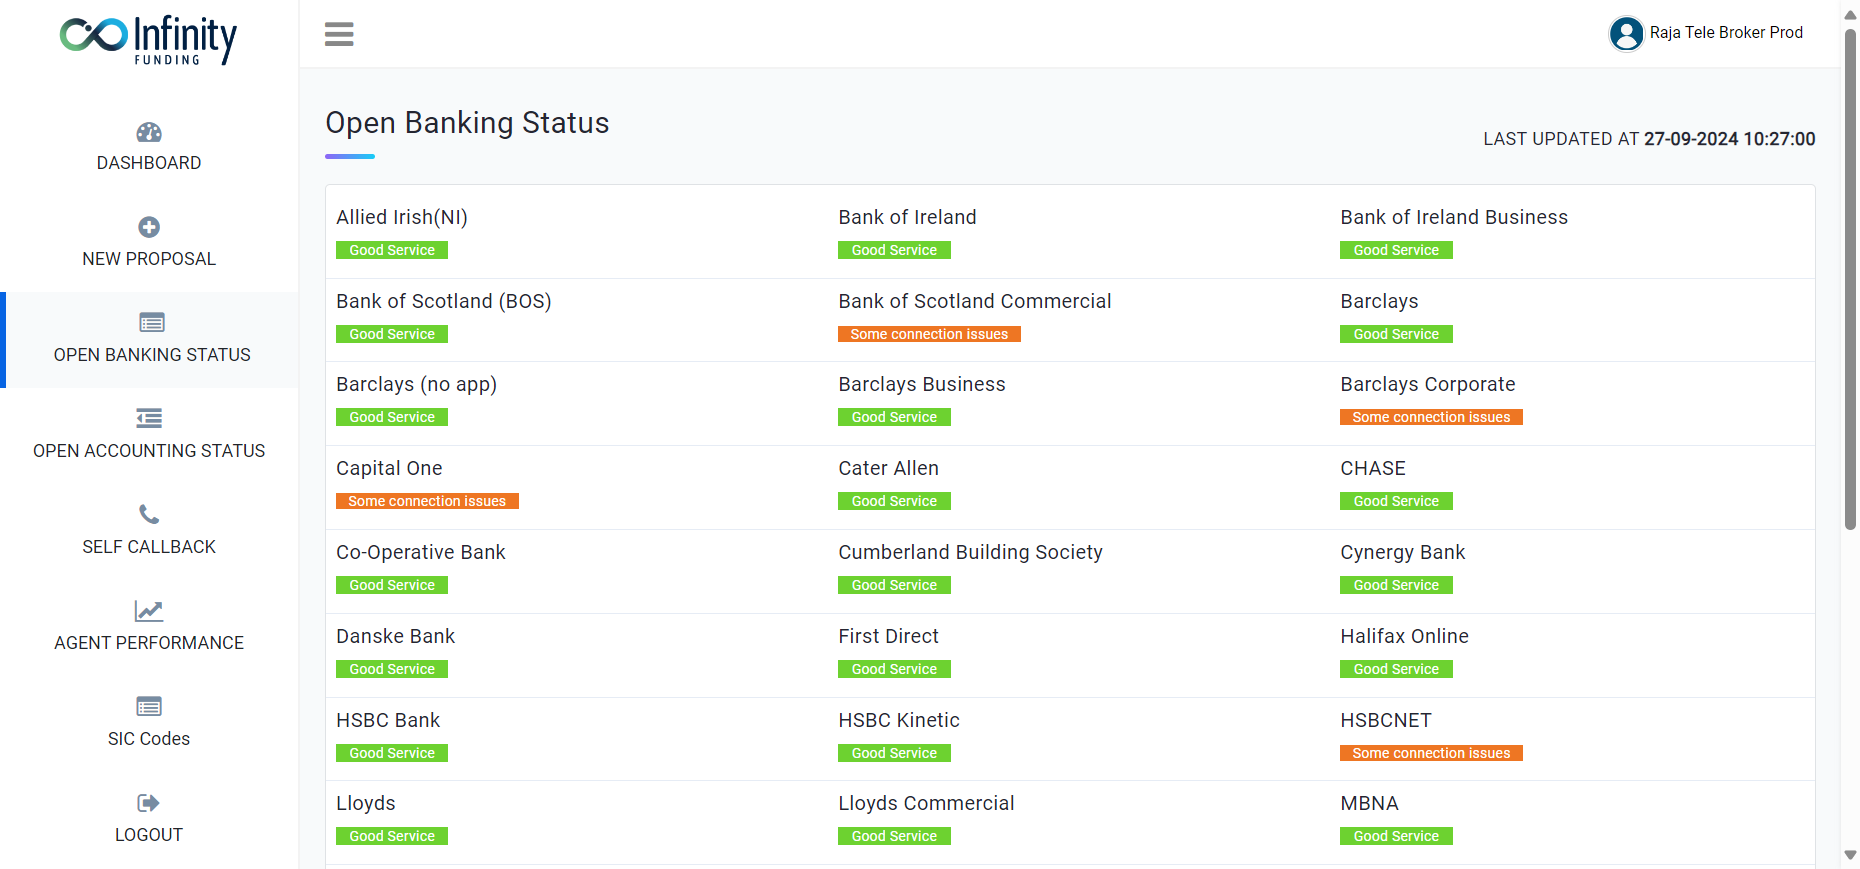 Infinity
FUNDING
Raja Tele Broker Prod
DASHBOARD
NEW PROPOSAL
OPEN BANKING STATUS
OPEN ACCOUNTING STATUS
SELF CALLBACK
AGENT PERFORMANCE
SIC Codes
LOGOUT
Open Banking Status
LAST UPDATED AT 27-09-2024 10:27:00
Allied Irish(NI)
Good Service
Bank of Ireland
Good Service
Bank of Ireland Business
Good Service
Bank of Scotland (BOS)
Good Service
Bank of Scotland Commercial
Some connection issues
Barclays
Good Service
Barclays (no app)
Good Service
Barclays Business
Good Service
Barclays Corporate
Some connection issues
Capital One
Some connection issues
Cater Allen
Good Service
CHASE
Good Service
Co-Operative Bank
Good Service
Cumberland Building Society
Good Service
Cynergy Bank
Good Service
Danske Bank
Good Service
First Direct
Good Service
Halifax Online
Good Service
HSBC Bank
Good Service
HSBC Kinetic
Good Service
HSBCNET
Some connection issues
Lloyds
Good Service
Lloyds Commercial
Good Service
MBNA
Good Service